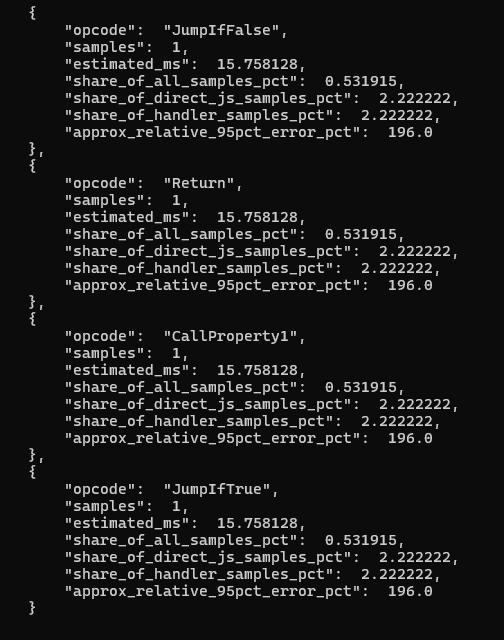 {
"opcode":  "JumpIfFalse",
"samples":  1,
"estimated_ms":  15.758128,
"share_of_all_samples_pct":  0.531915,
"share_of_direct_js_samples_pct":  2.222222,
"share_of_handler_samples_pct":  2.222222,
"approx_relative_95pct_error_pct":  196.0
},
{
"opcode":  "Return",
"samples":  1,
"estimated_ms":  15.758128,
"share_of_all_samples_pct":  0.531915,
"share_of_direct_js_samples_pct":  2.222222,
"share_of_handler_samples_pct":  2.222222,
"approx_relative_95pct_error_pct":  196.0
},
{
"opcode":  "CallProperty1",
"samples":  1,
"estimated_ms":  15.758128,
"share_of_all_samples_pct":  0.531915,
"share_of_direct_js_samples_pct":  2.222222,
"share_of_handler_samples_pct":  2.222222,
"approx_relative_95pct_error_pct":  196.0
},
{
"opcode":  "JumpIfTrue",
"samples":  1,
"estimated_ms":  15.758128,
"share_of_all_samples_pct":  0.531915,
"share_of_direct_js_samples_pct":  2.222222,
"share_of_handler_samples_pct":  2.222222,
"approx_relative_95pct_error_pct":  196.0
}